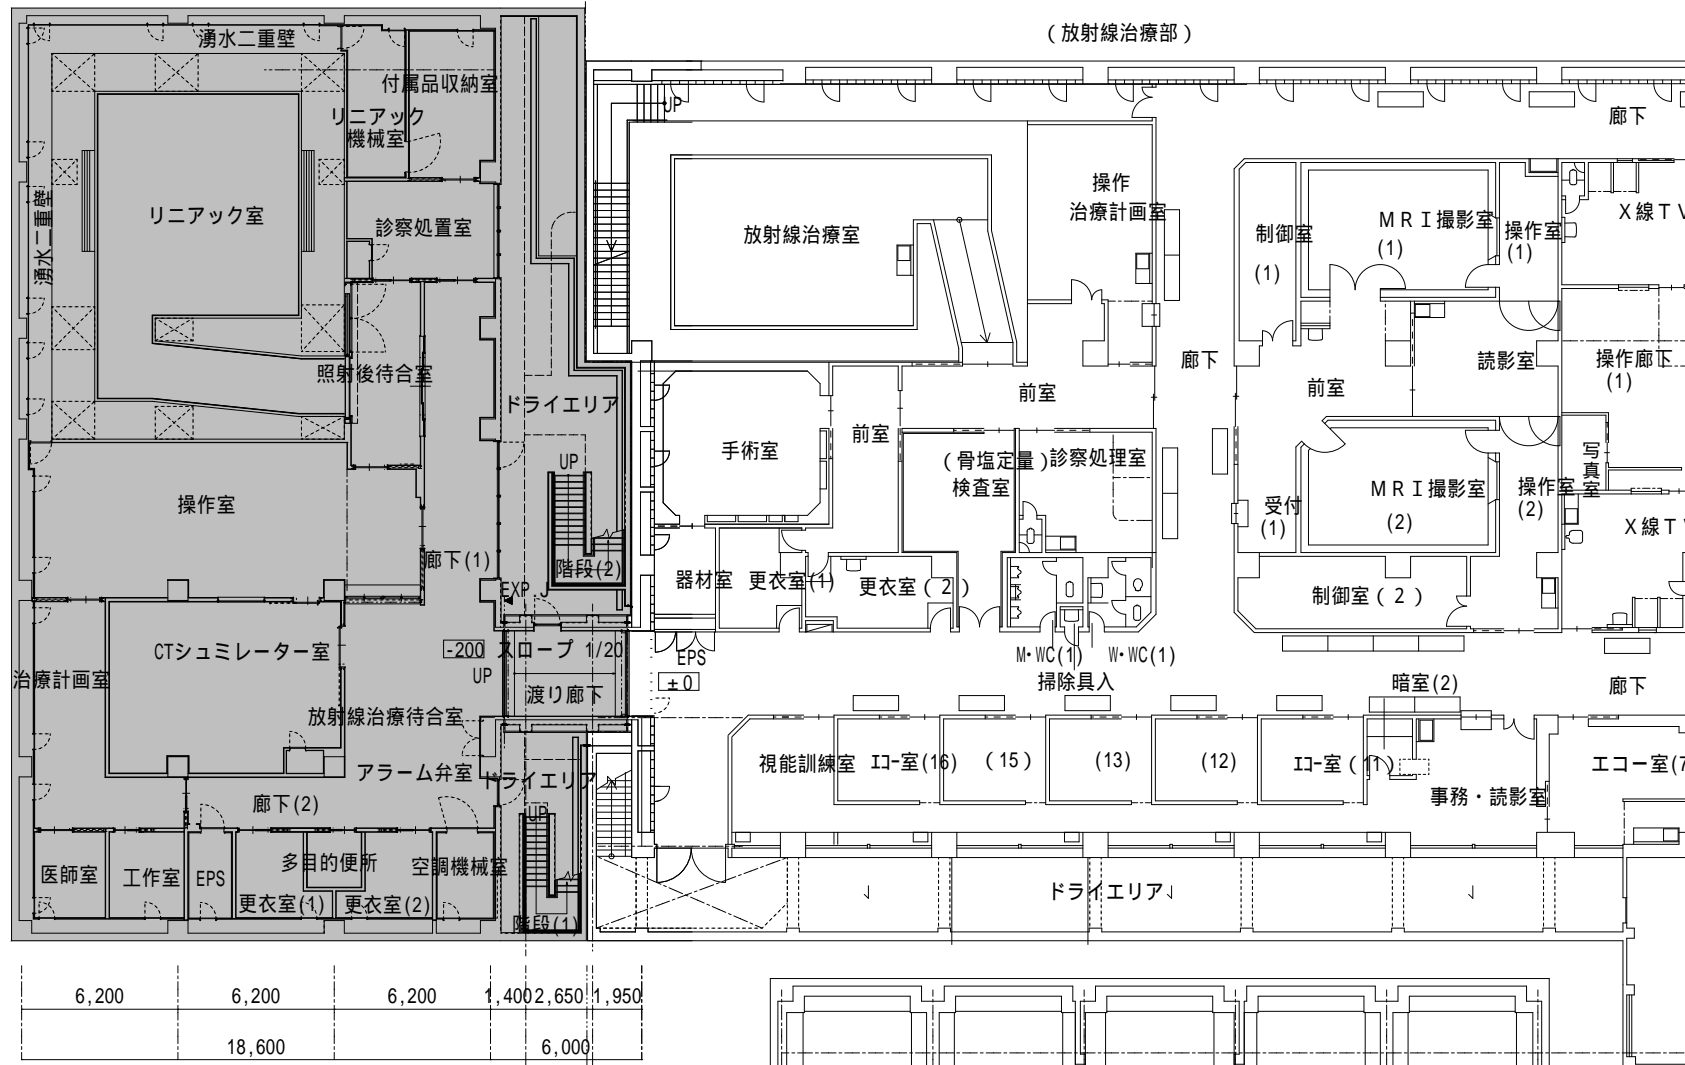 (放射線治療部)
湧水二重壁
付属品収納室
リニアック
機械室
UP
廊下
リニアック室
湧水二重壁
診察処置室
放射線治療室
操作
治療計画室
制御室
(1)
MRI撮影室
(1)
操作室
(1)
X線TV
照射後待合室
ドライエリア
前室
前室
廊下
前室
読影室
操作廊下
(1)
操作室
UP
手術室
(骨塩定量)
検査室
診察処理室
受付
(1)
MRI撮影室
(2)
操作室
(2)
写真室
X線TV
廊下(1)
階段(2)
EXP.J
器材室
更衣室(1)
更衣室(2)
制御室(2)
CTシュミレーター室
-200
スロープ 1/20
UP
EPS
±0
M・WC(1)
W・WC(1)
掃除具入
治療計画室
渡り廊下
放射線治療待合室
暗室(2)
廊下
アラーム弁室
ドライエリア
視能訓練室
エコー室(16)
(15)
(13)
(12)
エコー室(11)
事務・読影室
エコー室(7
廊下(2)
UP
医師室
工作室
EPS
多目的便所
空調機械室
更衣室(1)
更衣室(2)
階段(1)
ドライエリア
6,200
6,200
6,200
1,400
2,650
1,950
18,600
6,000